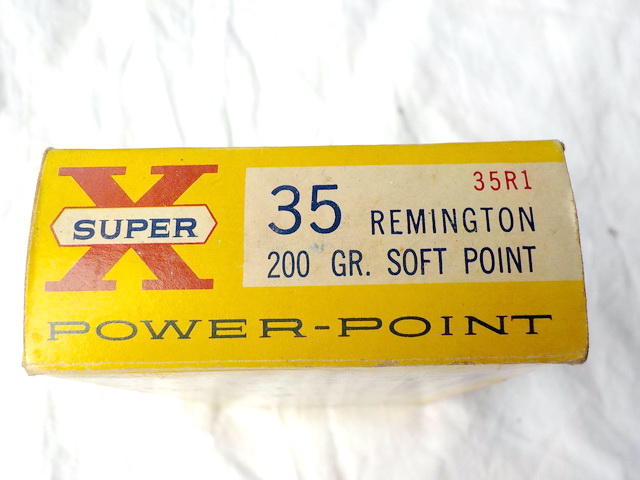 X
SUPER
35R1
35 REMINGTON
200 GR. SOFT POINT
POWER-POINT